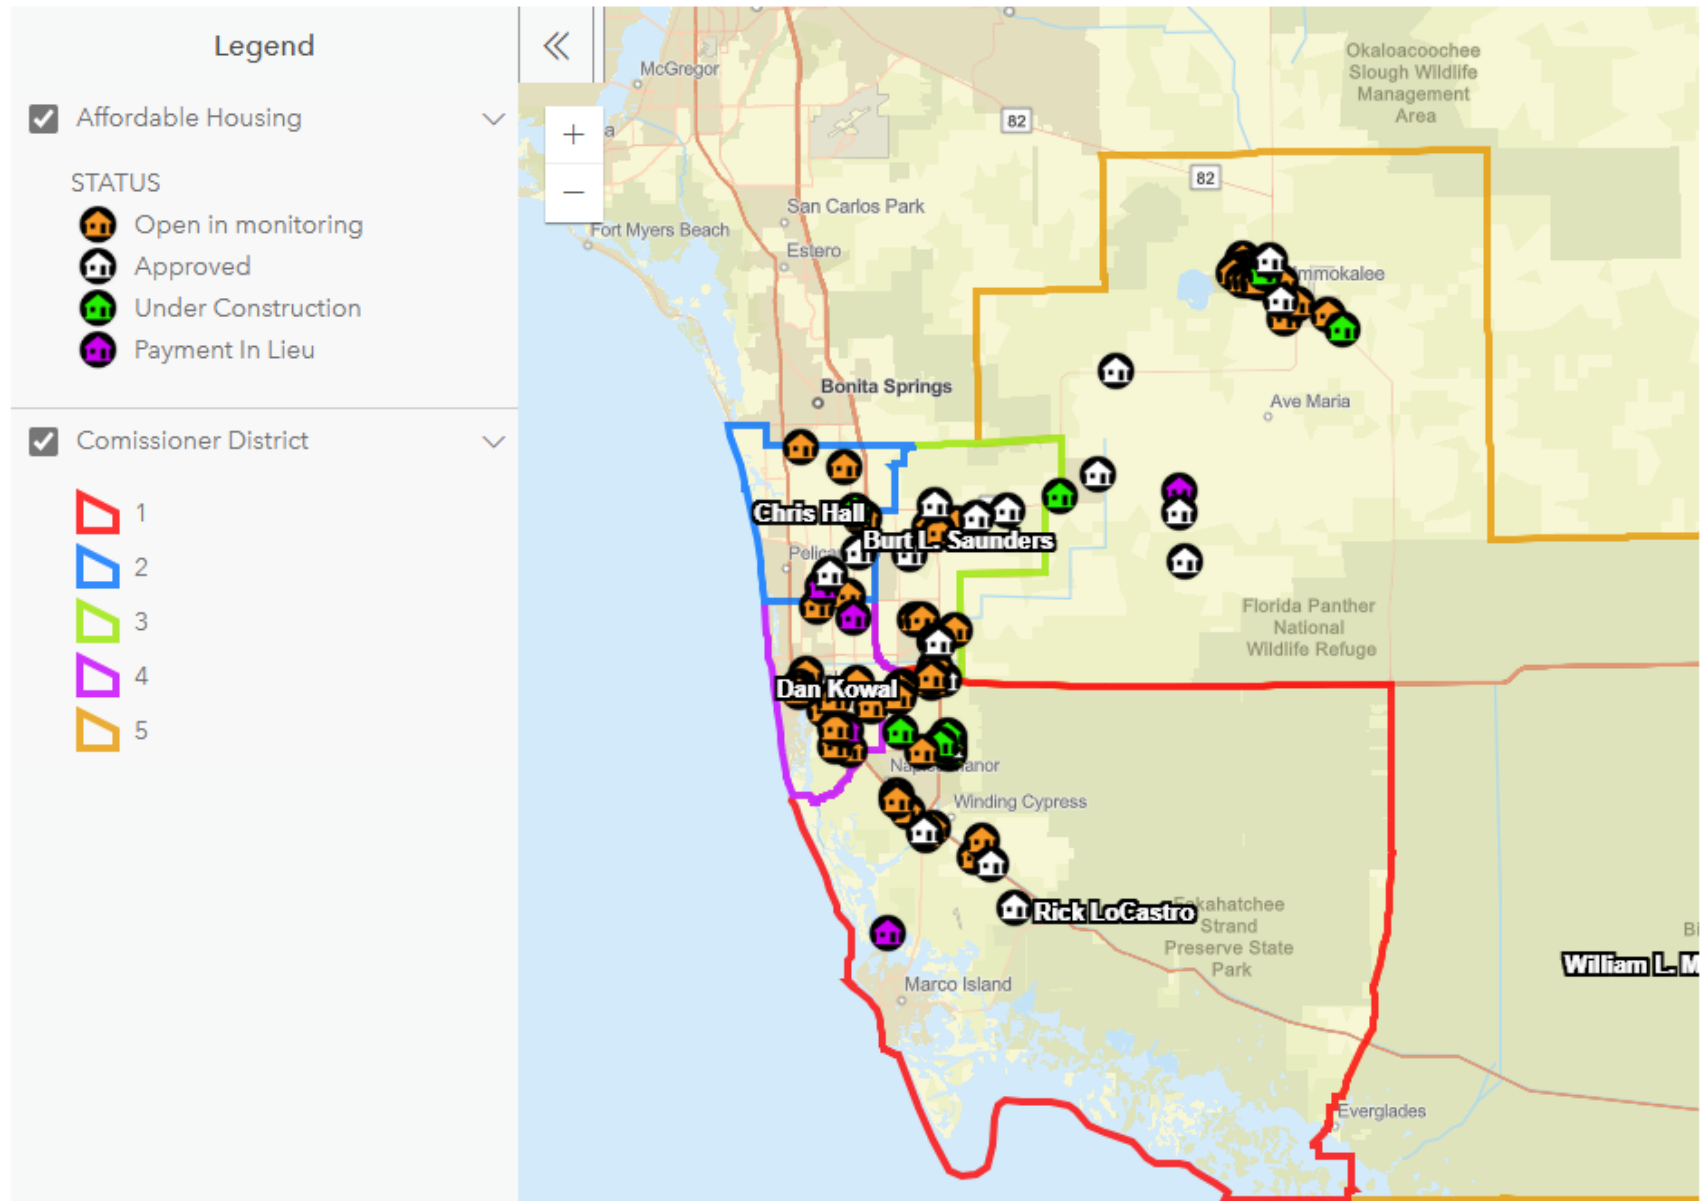 Legend
Affordable Housing
STATUS
Open in monitoring
Approved
Under Construction
Payment In Lieu
Comissioner District
1
2
3
4
5
+
−
McGregor
a
82
Okaloacoochee
Slough Wildlife
Management
Area
82
San Carlos Park
Fort Myers Beach
Estero
Immokalee
Bonita Springs
Ave Maria
Chris Hall
Burt L. Saunders
Florida Panther
National
Wildlife Refuge
Dan Kowal
Winding Cypress
Rick LoCastro
Strand
Preserve State
Park
Bi
William L. M
Marco Island
Everglades